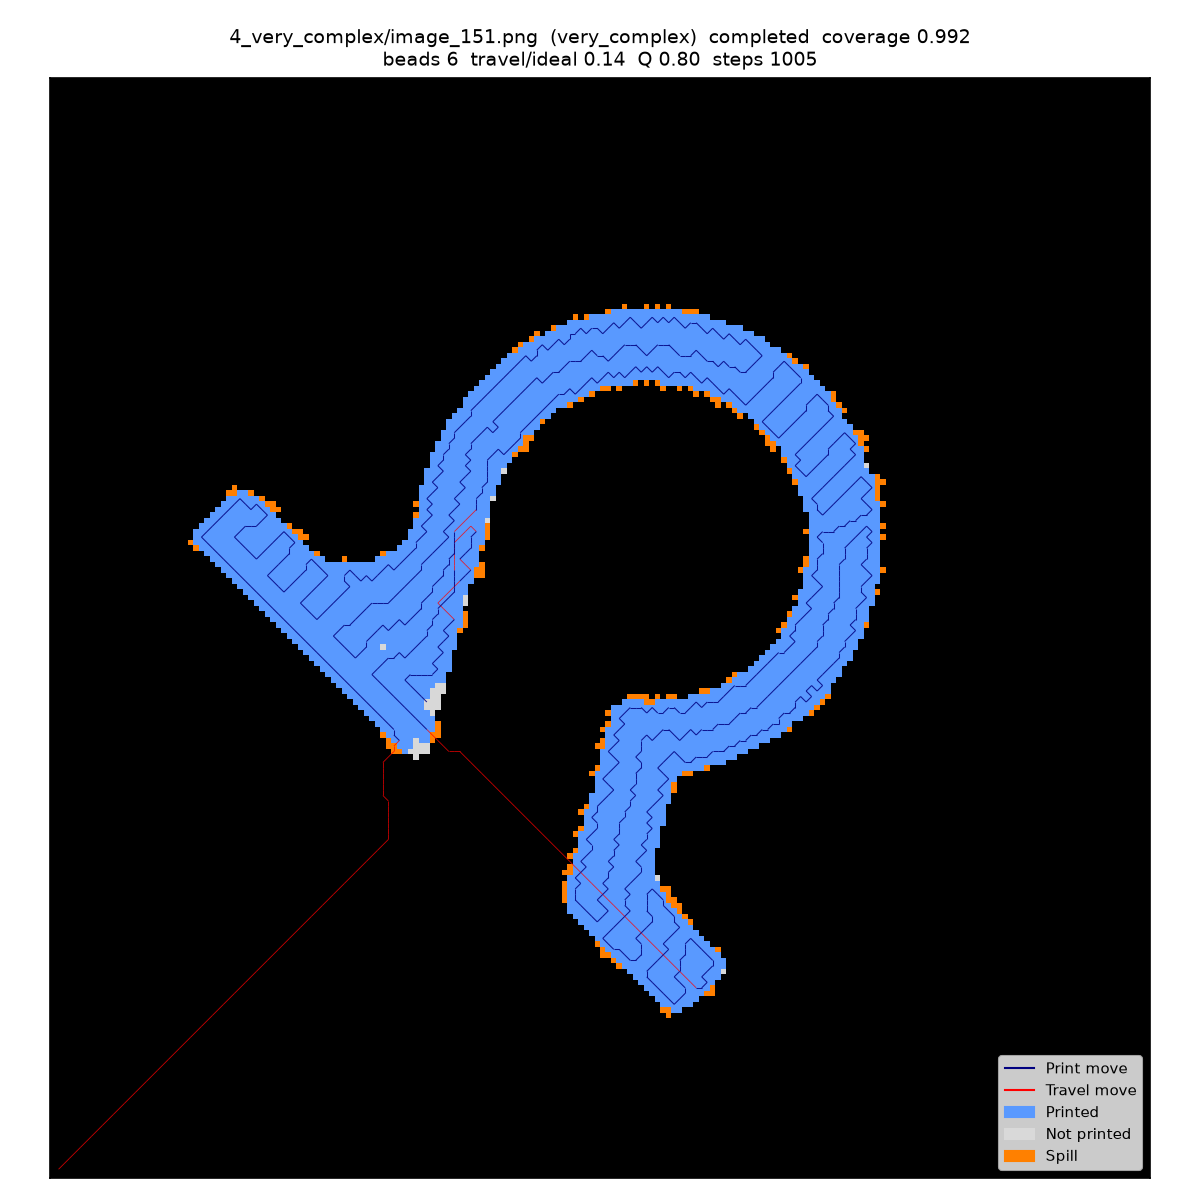 4_very_complex/image_151.png  (very_complex)  completed  coverage 0.992
beads 6  travel/ideal 0.14  Q 0.80  steps 1005
Print move
Travel move
Printed
Not printed
Spill